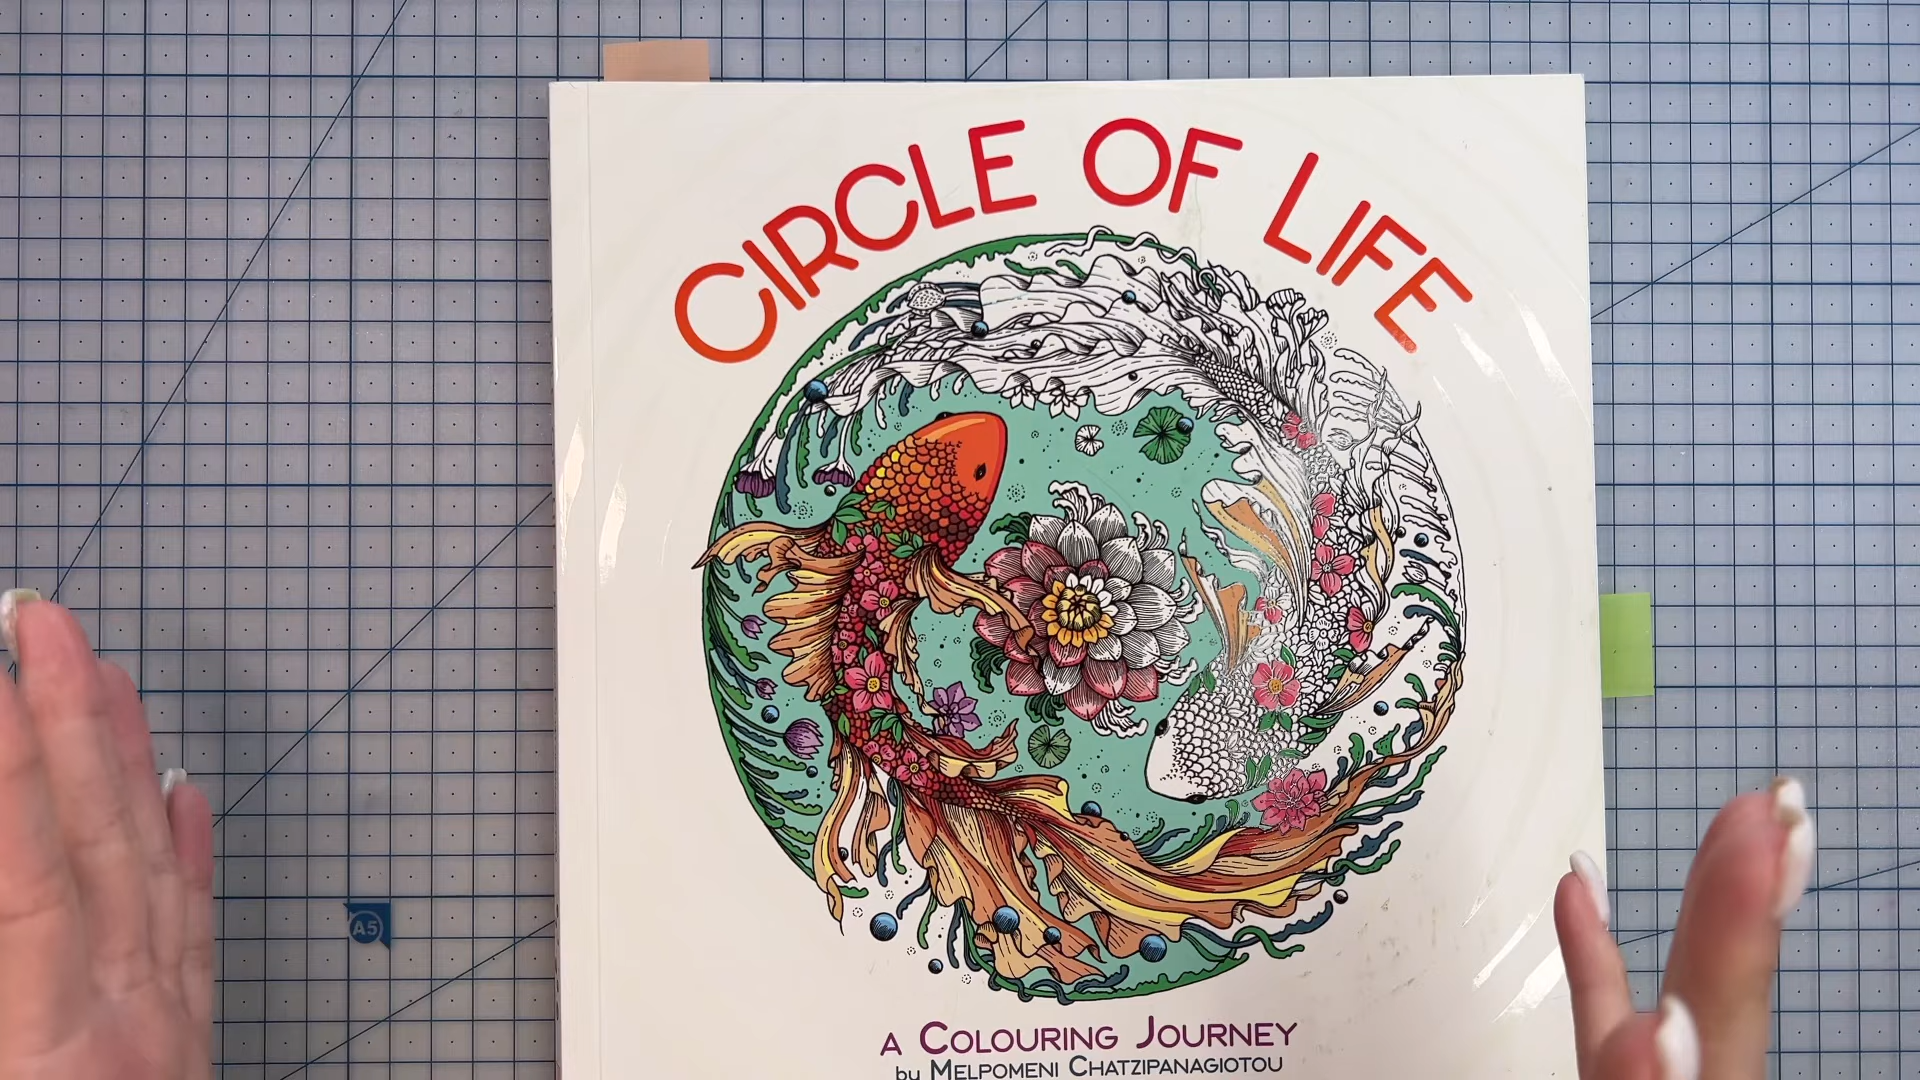 CIRCLE OF LIFE
A COLOURING JOURNEY
by MELPOMENI CHATZIPANAGIOTOU
A5